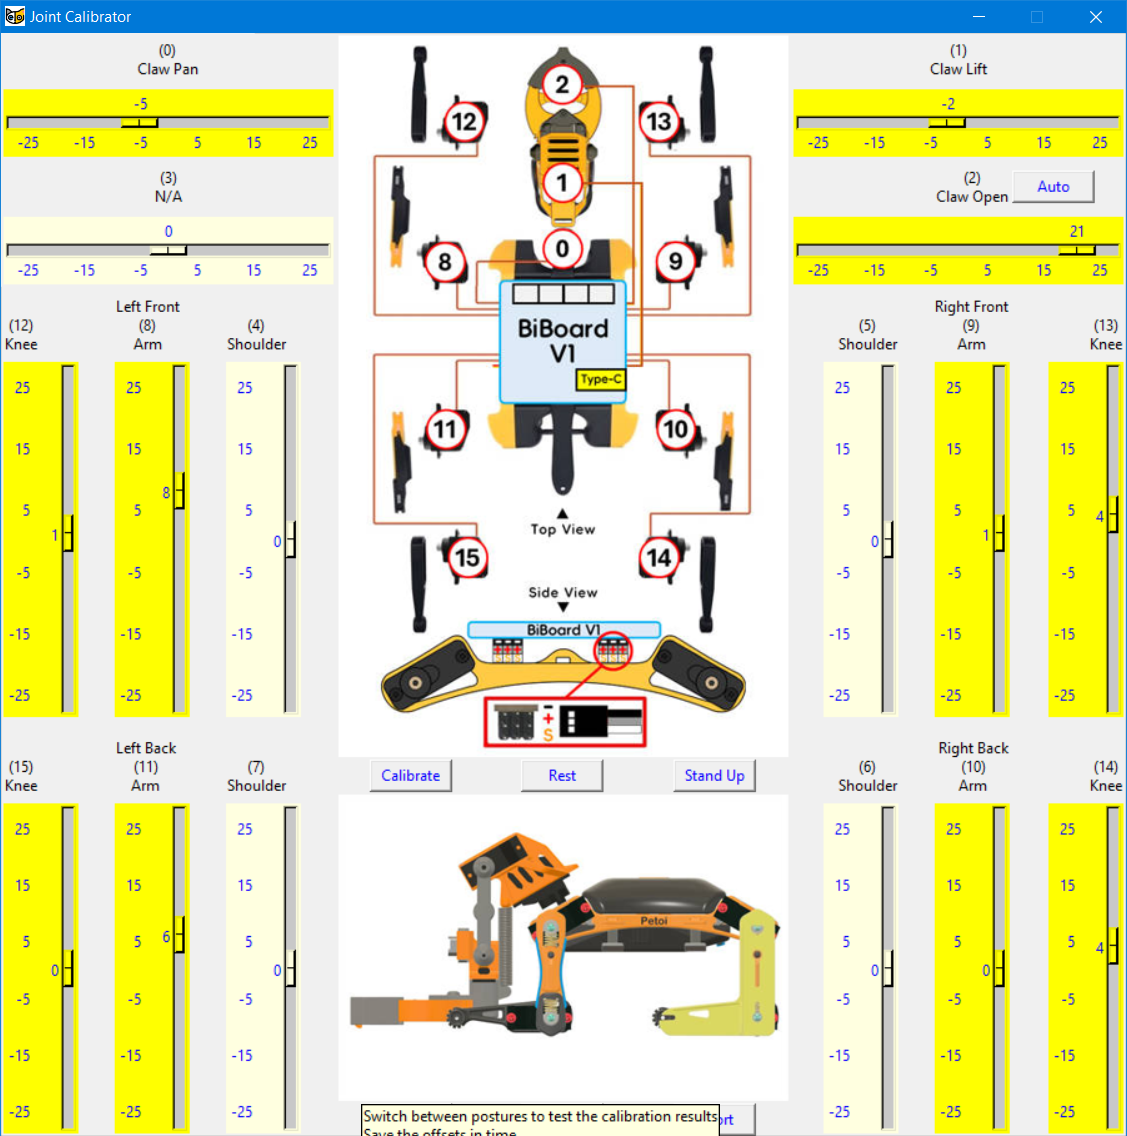 Joint Calibrator
(0)
Claw Pan
-5
-25 -15 -5 5 15 25
(3)
N/A
0
-25 -15 -5 5 15 25
(1)
Claw Lift
-2
-25 -15 -5 5 15 25
(2)
Claw Open
Auto
21
-25 -15 -5 5 15 25
Left Front
(12) (8) (4)
Knee Arm Shoulder
25 25 25
15 15 15
8
5 5 5
1
0
-5 -5 -5
-15 -15 -15
-25 -25 -25
Right Front
(5) (9) (13)
Shoulder Arm Knee
25 25 25
15 15 15
5 5 5
4
1
0
-5 -5 -5
-15 -15 -15
-25 -25 -25
2
12 13
1
0
8 9
BiBoard
V1
Type-C
11 10
Top View
15 14
Side View
BiBoard V1
-
+
S
Calibrate Rest Stand Up
Left Back
(15) (11) (7)
Knee Arm Shoulder
25 25 25
15 15 15
5 5 5
6
0 0
-5 -5 -5
-15 -15 -15
-25 -25 -25
Right Back
(6) (10) (14)
Shoulder Arm Knee
25 25 25
15 15 15
5 5 5
4
0 0
-5 -5 -5
-15 -15 -15
-25 -25 -25
Petoi
Switch between postures to test the calibration results.
Save the offsets in time